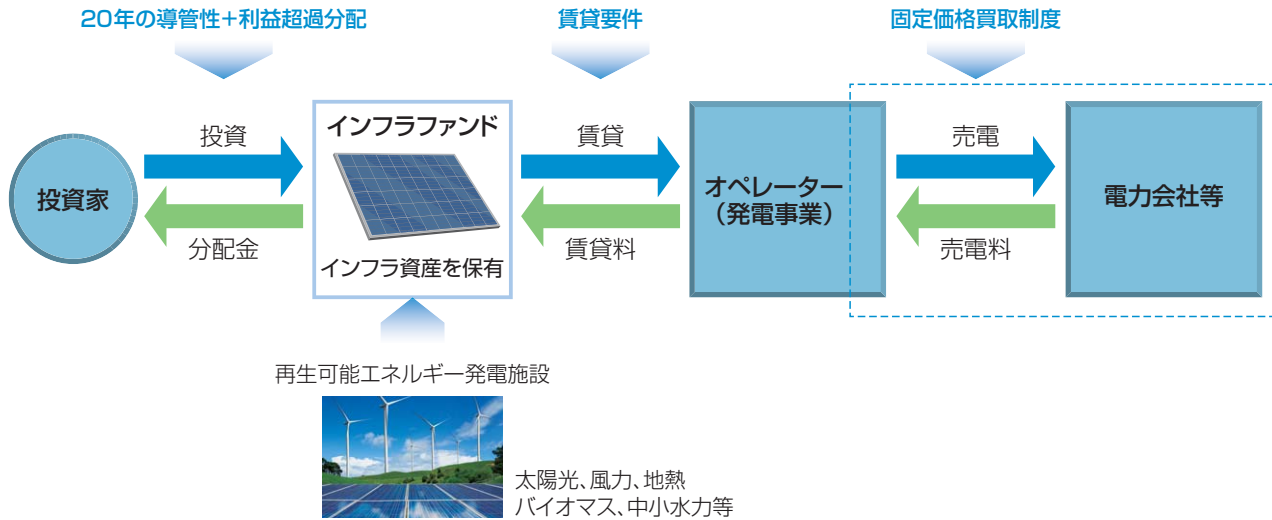 20年の導管性+利益超過分配
賃貸要件
固定価格買取制度
投資家
投資
分配金
インフラファンド
インフラ資産を保有
賃貸
賃貸料
オペレーター
（発電事業）
売電
売電料
電力会社等
再生可能エネルギー発電施設
太陽光、風力、地熱
バイオマス、中小水力等